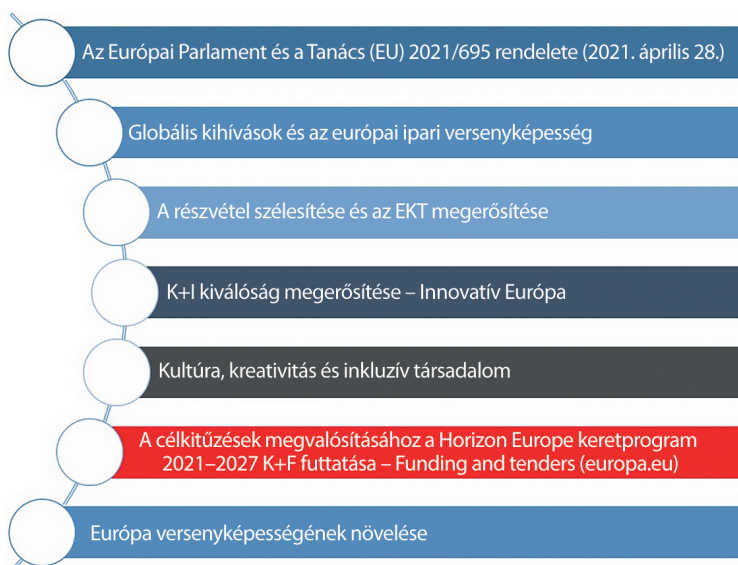 Az Európai Parlament és a Tanács (EU) 2021/695 rendelete (2021. április 28.)
Globális kihívások és az európai ipari versenyképesség
A részvétel szélesítése és az EKT megerősítése
K+I kiválóság megerősítése – Innovatív Európa
Kultúra, kreativitás és inkluzív társadalom
A célkitűzések megvalósításához a Horizon Europe keretprogram
2021–2027 K+F futtatása – Funding and tenders (europa.eu)
Európa versenyképességének növelése